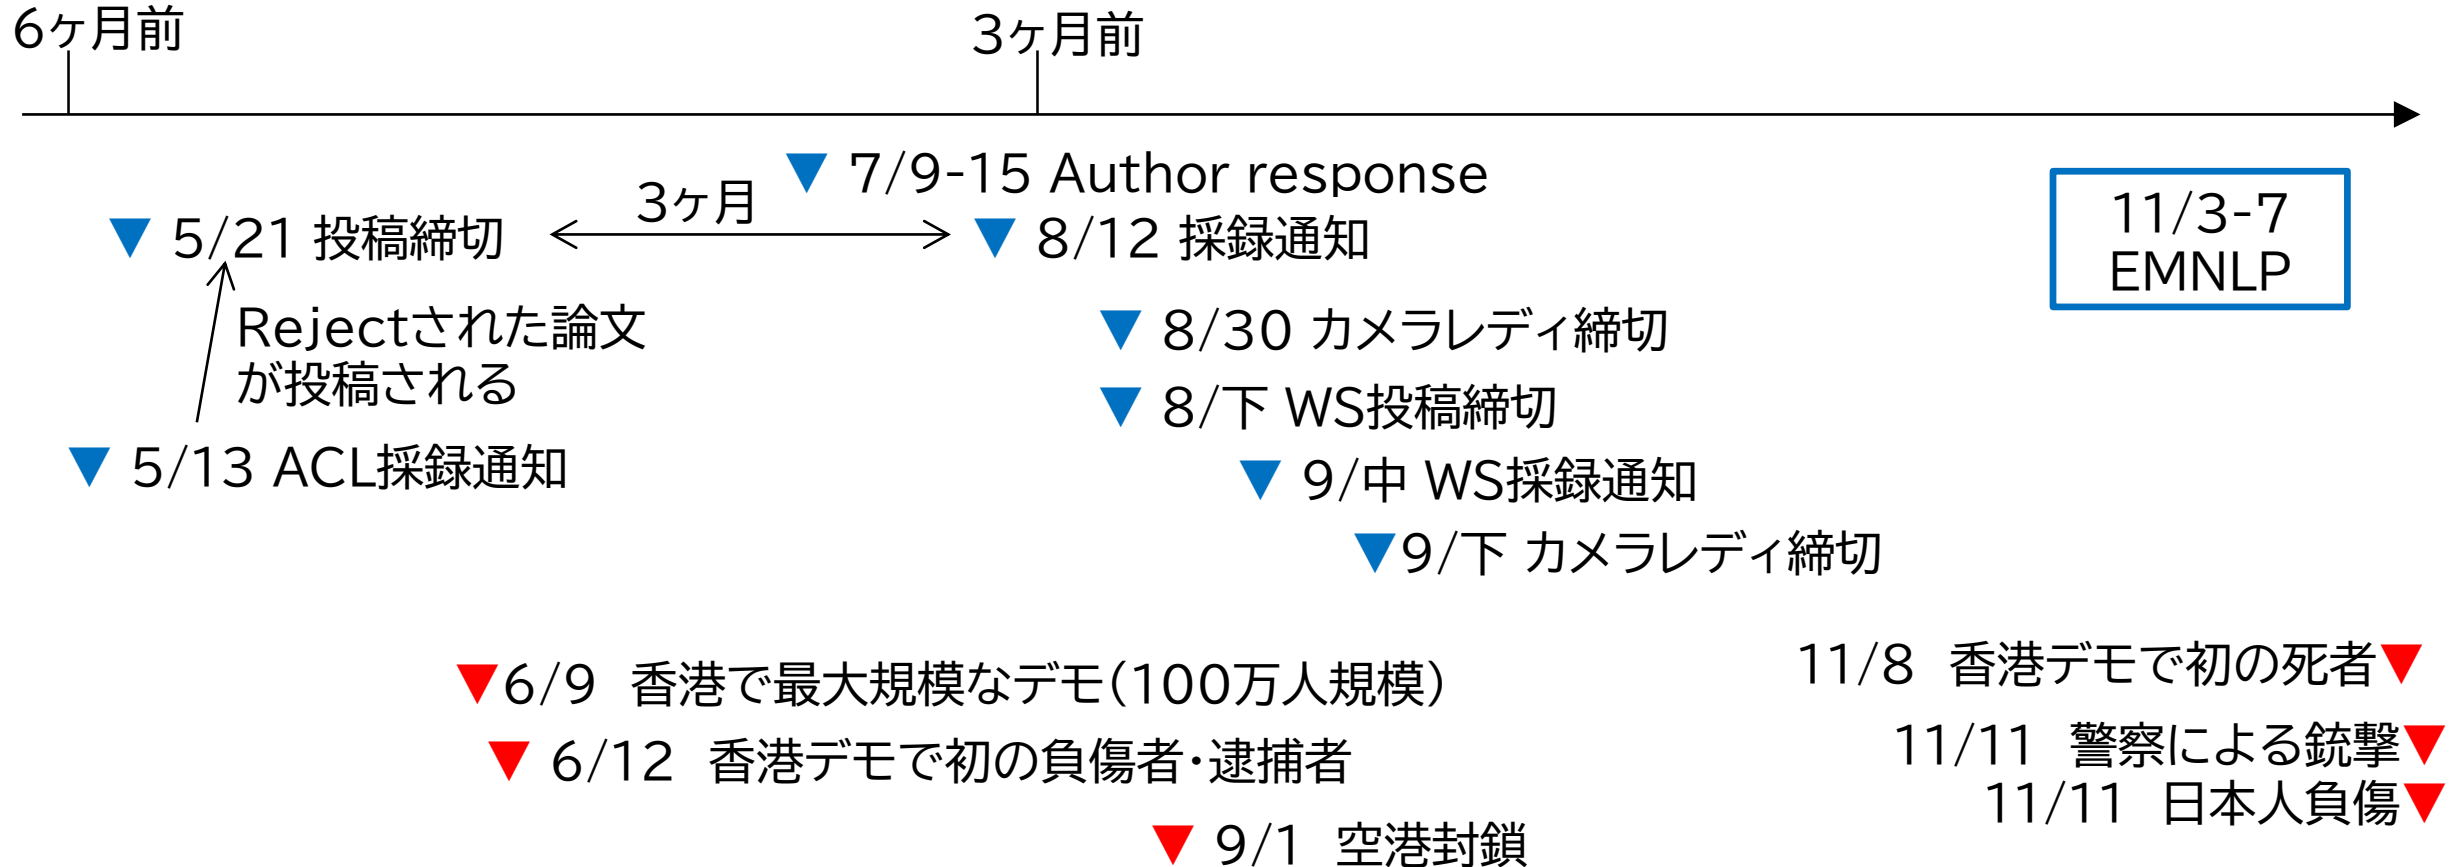 6ヶ月前
3ヶ月前
▼ 7/9-15 Author response
3ヶ月
▼ 5/21 投稿締切
▼ 8/12 採録通知
11/3-7
EMNLP
Rejectされた論文
が投稿される
▼ 8/30 カメラレディ締切
▼ 8/下 WS投稿締切
▼ 5/13 ACL採録通知
▼ 9/中 WS採録通知
▼9/下 カメラレディ締切
▼6/9 香港で最大規模なデモ(100万人規模)
11/8 香港デモで初の死者▼
▼ 6/12 香港デモで初の負傷者・逮捕者
11/11 警察による銃撃▼
11/11 日本人負傷▼
▼ 9/1 空港封鎖